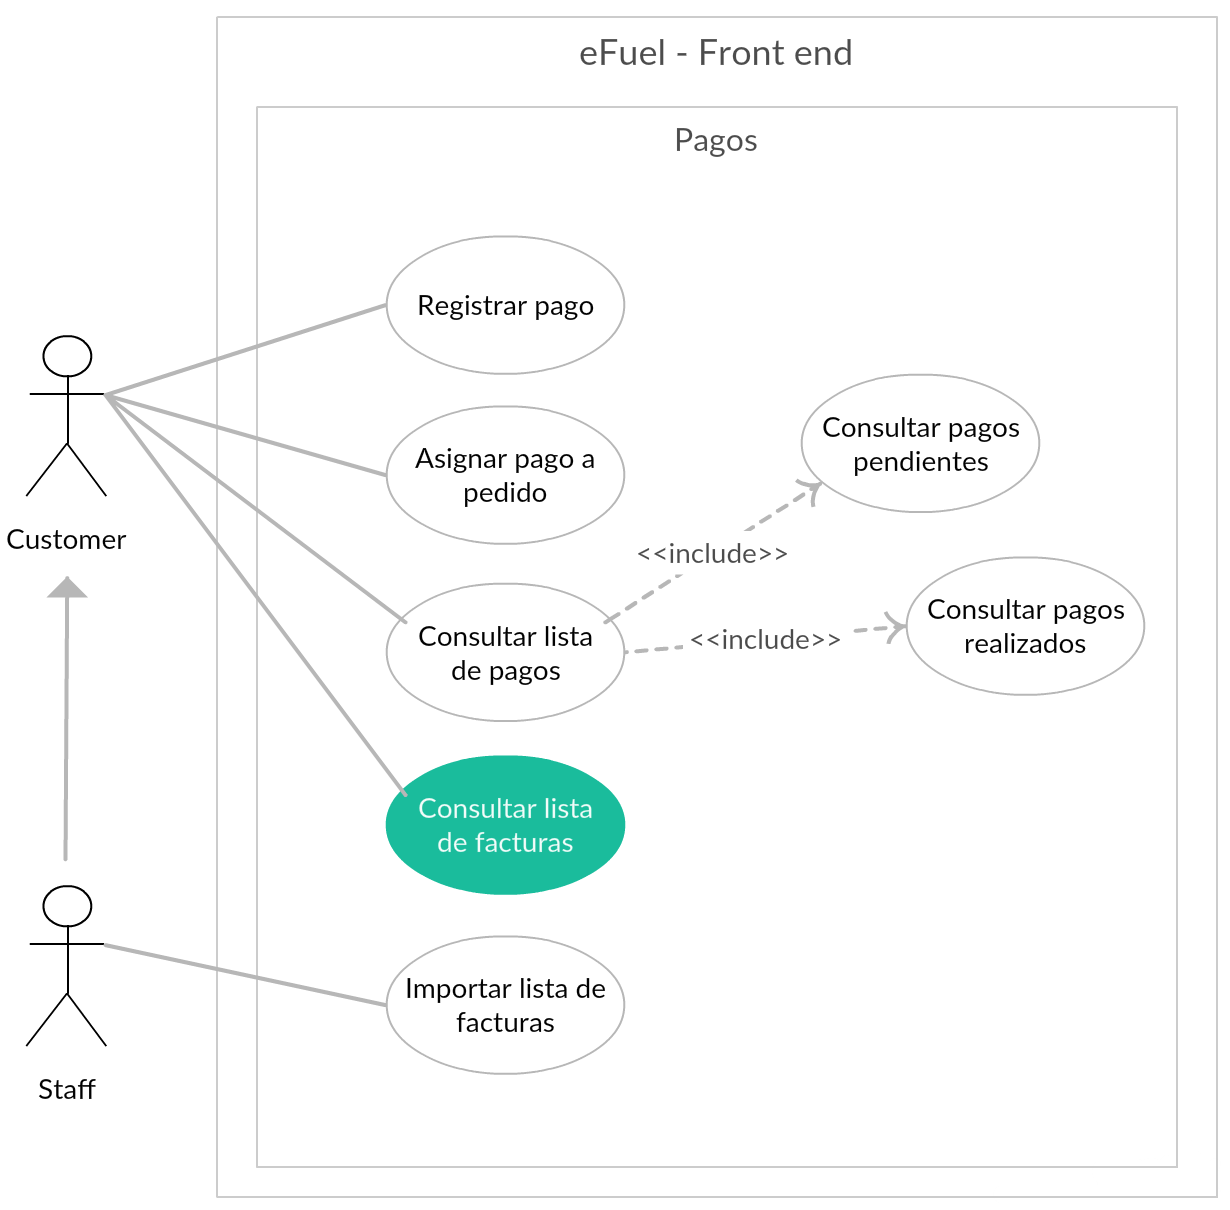 eFuel - Front end
Pagos
Registrar pago
Asignar pago a
pedido
Consultar pagos
pendientes
Customer
<<include>>
Consultar lista
de pagos
<<include>>
Consultar pagos
realizados
Consultar lista
de facturas
Importar lista de
facturas
Staff